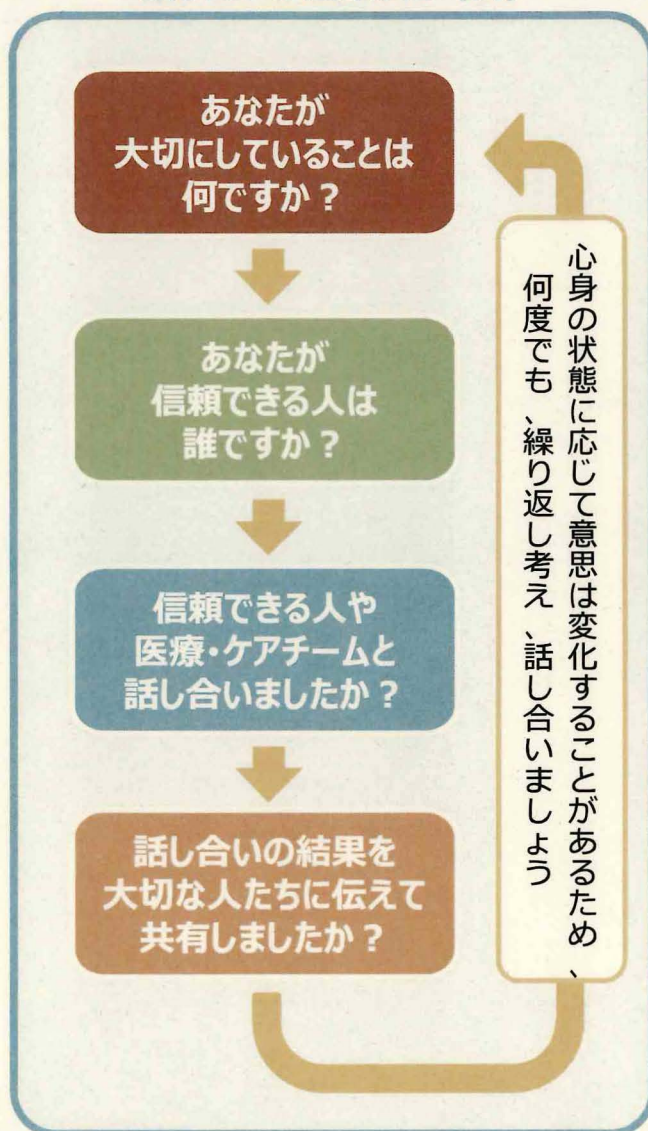 あなたが
大切にしていることは
何ですか？
あなたが
信頼できる人は
誰ですか？
信頼できる人や
医療・ケアチームと
話し合いましたか？
話し合いの結果を
大切な人たちに伝えて
共有しましたか？
心身の状態に応じて意思は変化することがあるため、
何度でも、繰り返し考え、話し合いましょう